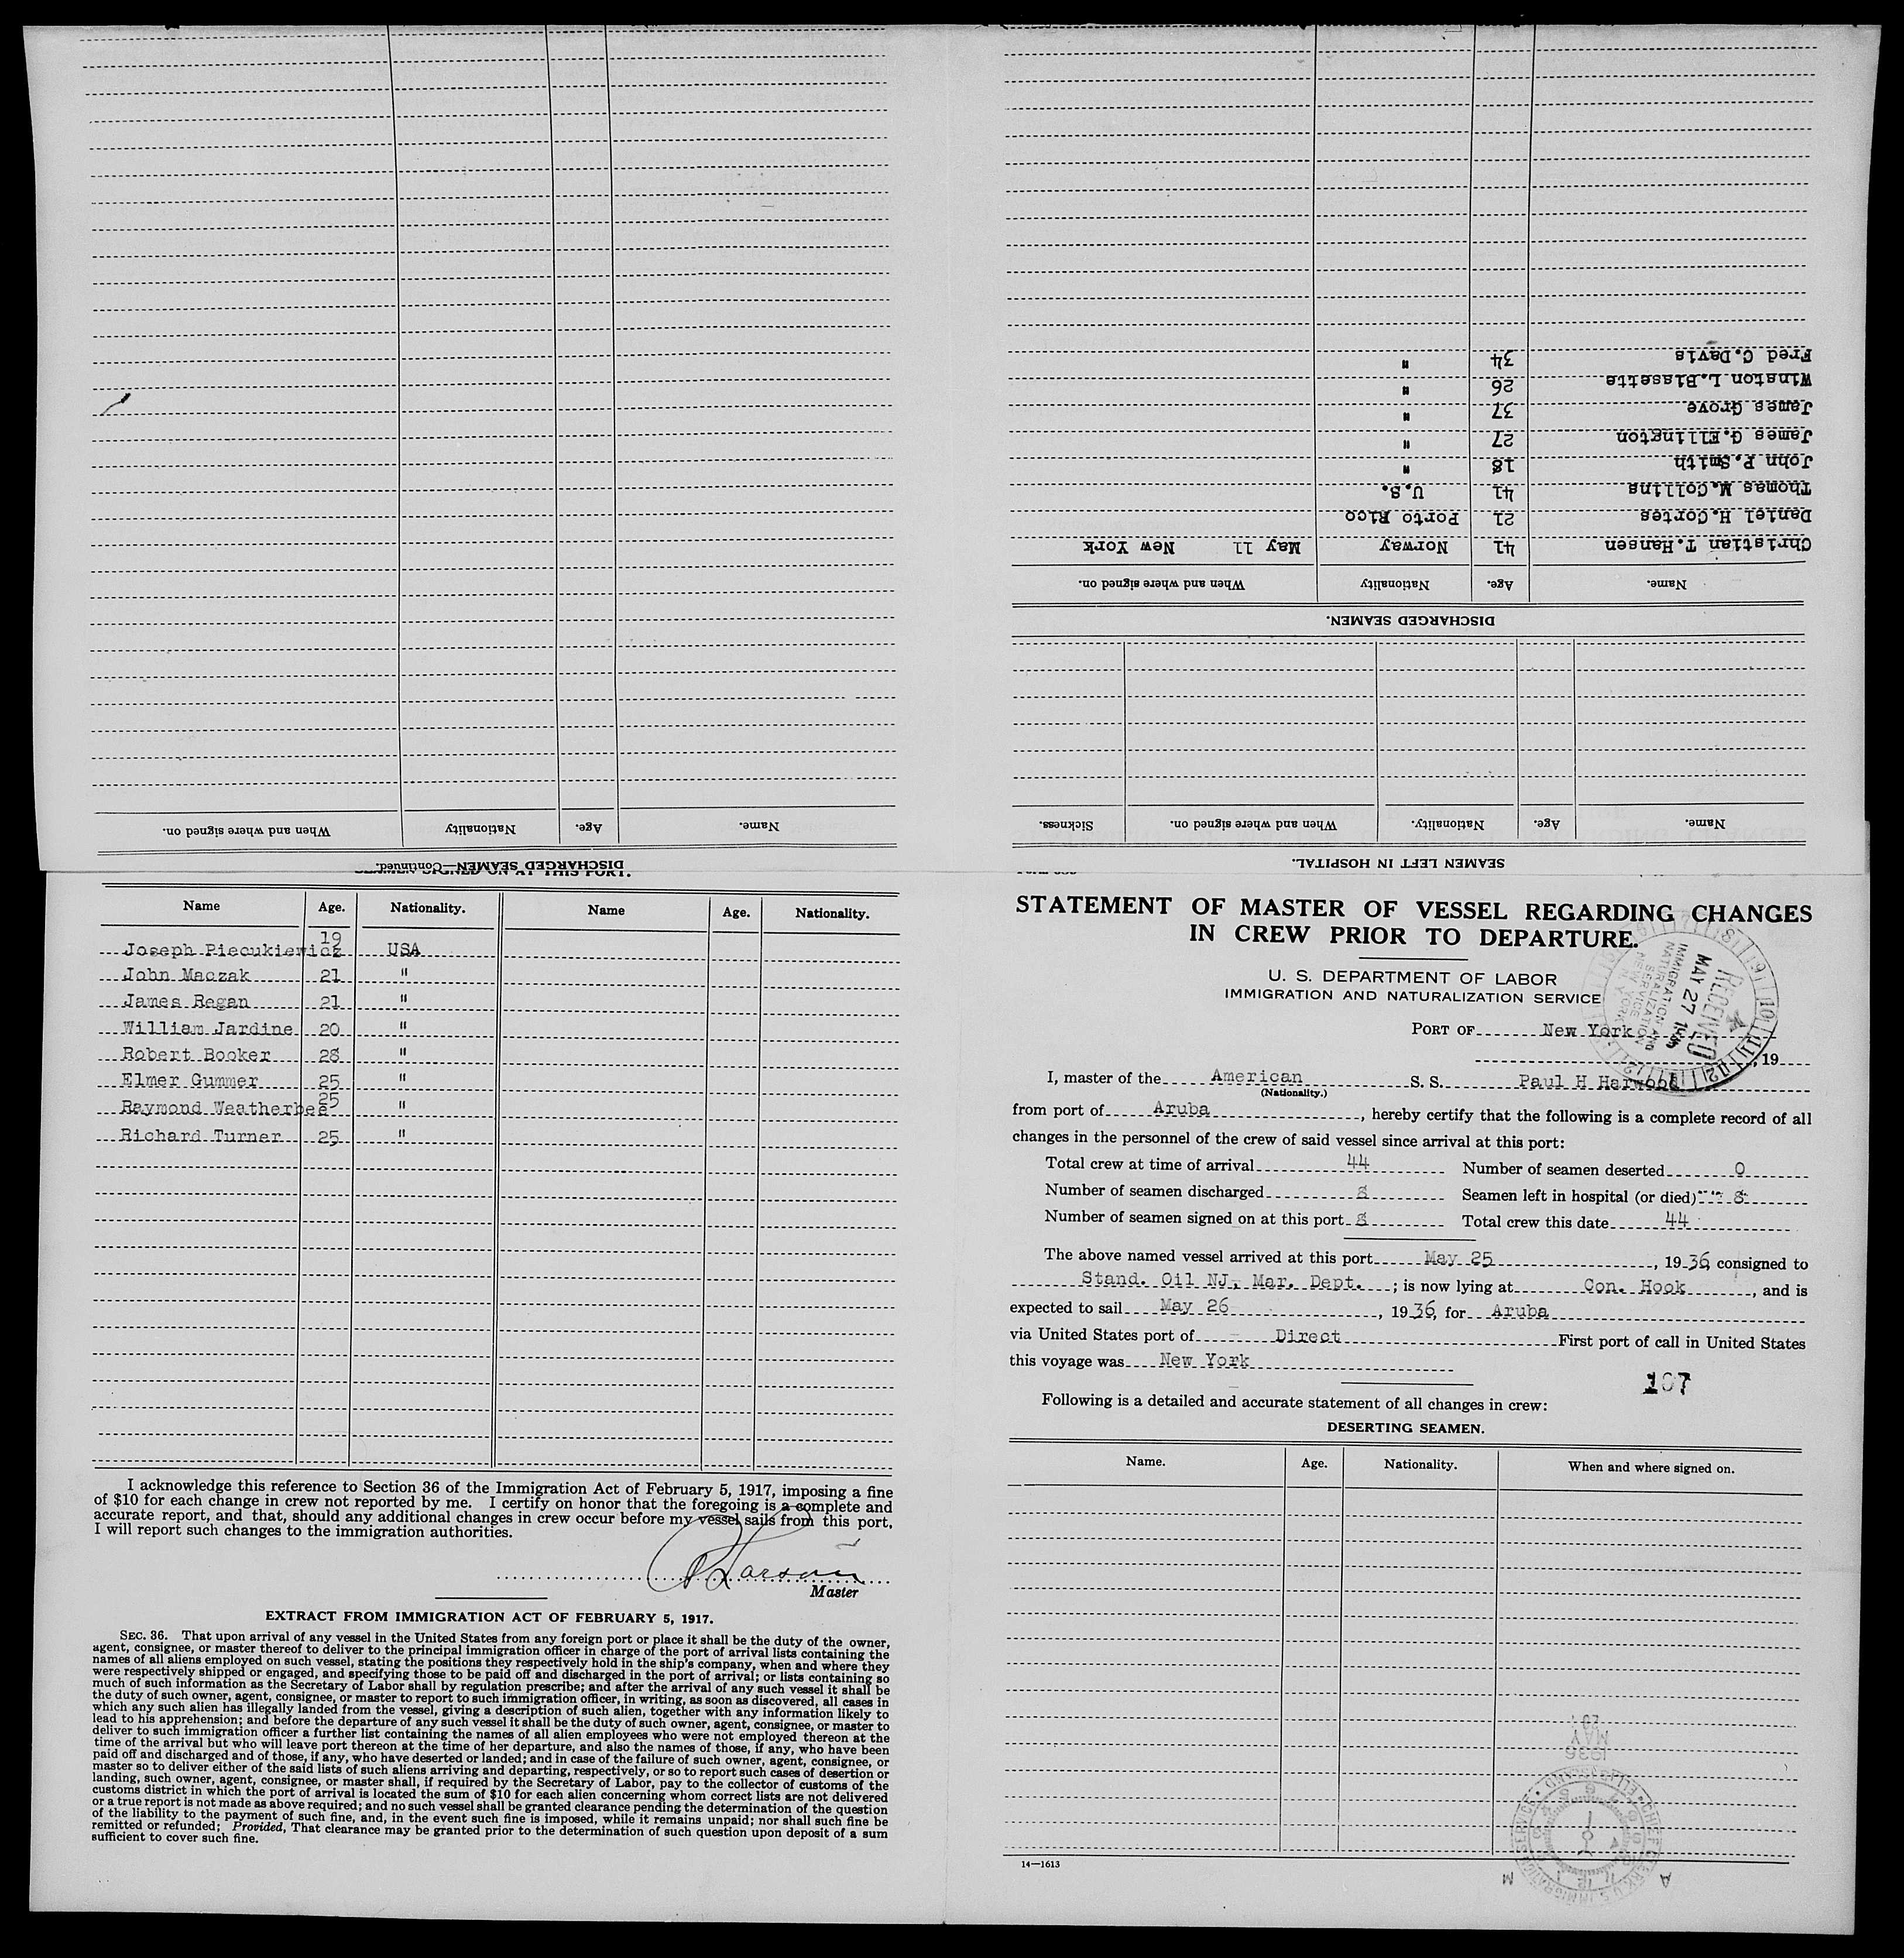 DISCHARGED SEAMEN—Continued.
Name. Age. Nationality When and where signed on.
SEAMEN LEFT IN HOSPITAL.
Name. Age. Nationality. When and where signed on. Sickness.
DISCHARGED SEAMEN.
Name. Age. Nationality When and where signed on.
Christian T. Hansen 41 Norway May 11 New York
Daniel H.Cortes 21 Porto Rico
Thomas M.Collins 41 U.S.
John P.Smith 18 "
James G.Ellington 27 "
James Grove 37 "
Winston L.Blasette 26 "
Fred C.Davis 34 "
SEAMEN SIGNED ON AT THIS PORT.
Name Age. Nationality. Name Age. Nationality.
Joseph Piecukiewicz 19 USA
John Maczak 21 "
James Regan 21 "
William Jardine 20 "
Robert Booker 28 "
Elmer Gummer 25 "
Raymond Weatherbee 25 "
Richard Turner 25 "
I acknowledge this reference to Section 36 of the Immigration Act of February 5, 1917, imposing a fine
of $10 for each change in crew not reported by me. I certify on honor that the foregoing is a complete and
accurate report, and that, should any additional changes in crew occur before my vessel sails from this port,
I will report such changes to the immigration authorities.
Larson
Master
EXTRACT FROM IMMIGRATION ACT OF FEBRUARY 5, 1917.
SEC. 36. That upon arrival of any vessel in the United States from any foreign port or place it shall be the duty of the owner,
agent, consignee, or master thereof to deliver to the principal immigration officer in charge of the port of arrival lists containing the
names of all aliens employed on such vessel, stating the positions they respectively hold in the ship's company, when and where they
were respectively shipped or engaged, and specifying those to be paid off and discharged in the port of arrival; or lists containing so
much of such information as the Secretary of Labor shall by regulation prescribe; and after the arrival of any such vessel it shall be
the duty of such owner, agent, consignee, or master to report to such immigration officer, in writing, as soon as discovered, all cases in
which any such alien has illegally landed from the vessel, giving a description of such alien, together with any information likely to
lead to his apprehension; and before the departure of any such vessel it shall be the duty of such owner, agent, consignee, or master to
deliver to such immigration officer a further list containing the names of all alien employees who were not employed thereon at the
time of the arrival but who will leave port thereon at the time of her departure, and also the names of those, if any, who have been
paid off and discharged and of those, if any, who have deserted or landed; and in case of the failure of such owner, agent, consignee, or
master so to deliver either of the said lists of such aliens arriving and departing, respectively, or so to report such cases of desertion or
landing, such owner, agent, consignee, or master shall, if required by the Secretary of Labor, pay to the collector of customs of the
customs district in which the port of arrival is located the sum of $10 for each alien concerning whom correct lists are not delivered
or a true report is not made as above required; and no such vessel shall be granted clearance pending the determination of the question
of the liability to the payment of such fine, and, in the event such fine is imposed, while it remains unpaid; nor shall such fine be
remitted or refunded; Provided, That clearance may be granted prior to the determination of such question upon deposit of a sum
sufficient to cover such fine.
STATEMENT OF MASTER OF VESSEL REGARDING CHANGES
IN CREW PRIOR TO DEPARTURE.
U. S. DEPARTMENT OF LABOR
IMMIGRATION AND NATURALIZATION SERVICE
RECEIVED
MAY 27 1936
IMMIGRATION AND
NATURALIZATION
SERVICE
NEW YORK
N.Y.
PORT OF New York
, 19
I, master of the American S. S. Paul H Harwood
(Nationality.)
from port of Aruba, hereby certify that the following is a complete record of all
changes in the personnel of the crew of said vessel since arrival at this port:
Total crew at time of arrival 44 Number of seamen deserted 0
Number of seamen discharged 8 Seamen left in hospital (or died)
Number of seamen signed on at this port 8 Total crew this date 44
The above named vessel arrived at this port May 25, 1936, consigned to
Stand. Oil NJ, Mar. Dept.; is now lying at Con. Hook, and is
expected to sail May 26, 1936, for Aruba
via United States port of Direct First port of call in United States
this voyage was New York
107
Following is a detailed and accurate statement of all changes in crew:
DESERTING SEAMEN.
Name. Age. Nationality. When and where signed on.
1936
MAY
14—1613
A M